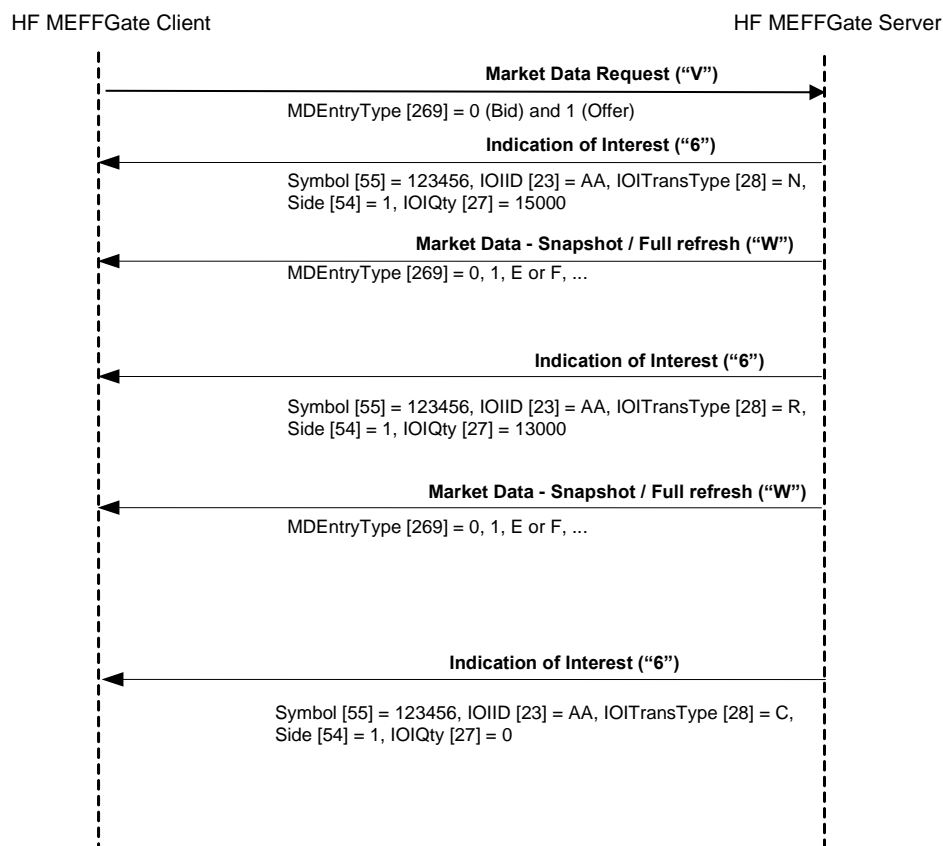 HF MEFFGate Client
HF MEFFGate Server
Market Data Request (“V”)
MDEntryType [269] = 0 (Bid) and 1 (Offer)
Indication of Interest (“6”)
Symbol [55] = 123456, IOIID [23] = AA, IOITransType [28] = N,
Side [54] = 1, IOIQty [27] = 15000
Market Data - Snapshot / Full refresh (“W”)
MDEntryType [269] = 0, 1, E or F, ...
Indication of Interest (“6”)
Symbol [55] = 123456, IOIID [23] = AA, IOITransType [28] = R,
Side [54] = 1, IOIQty [27] = 13000
Market Data - Snapshot / Full refresh (“W”)
MDEntryType [269] = 0, 1, E or F, ...
Indication of Interest (“6”)
Symbol [55] = 123456, IOIID [23] = AA, IOITransType [28] = C,
Side [54] = 1, IOIQty [27] = 0